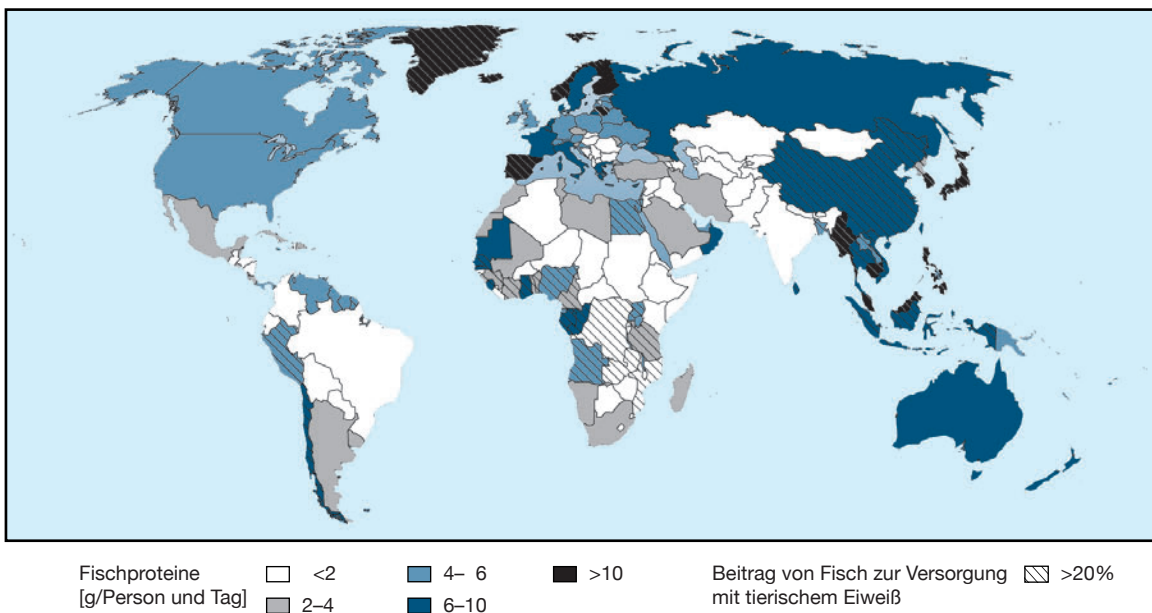 Fischproteine <2 4– 6 >10 Beitrag von Fisch zur Versorgung >20%
[g/Person und Tag] 2–4 6–10 mit tierischem Eiweiß